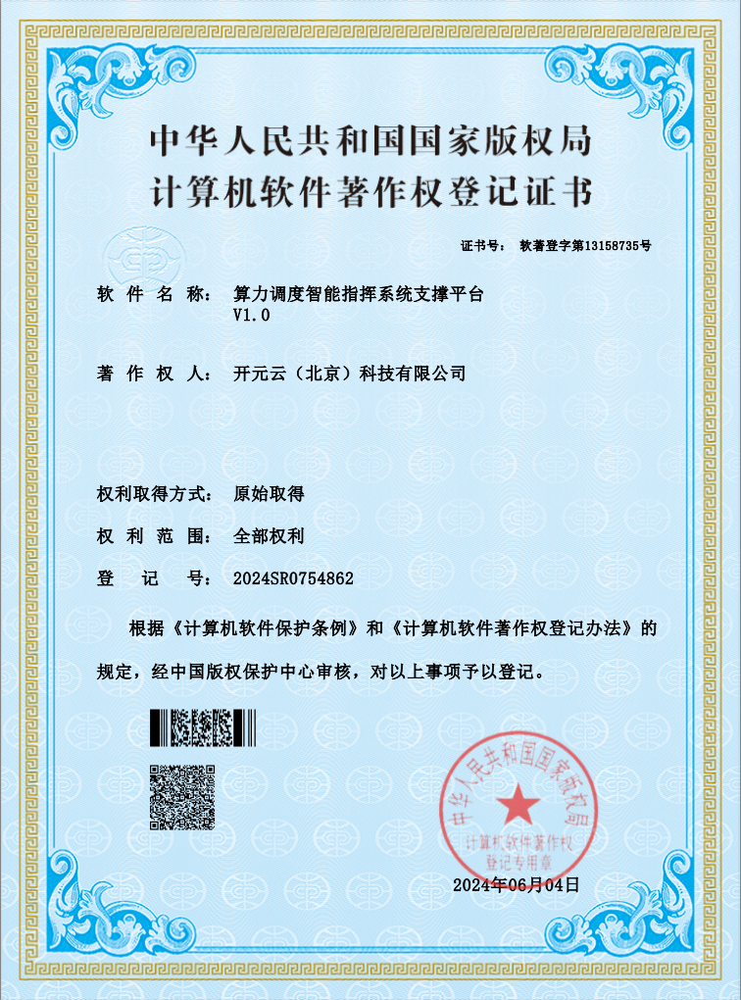 中华人民共和国国家版权局
计算机软件著作权登记证书
证书号： 软著登字第13158735号
软件名称： 算力调度智能指挥系统支撑平台
V1.0
著作权人： 开元云（北京）科技有限公司
权利取得方式： 原始取得
权利范围： 全部权利
登记号： 2024SR0754862
根据《计算机软件保护条例》和《计算机软件著作权登记办法》的
规定，经中国版权保护中心审核，对以上事项予以登记。
中华人民共和国国家版权局
计算机软件著作权
登记专用章
2024年06月04日